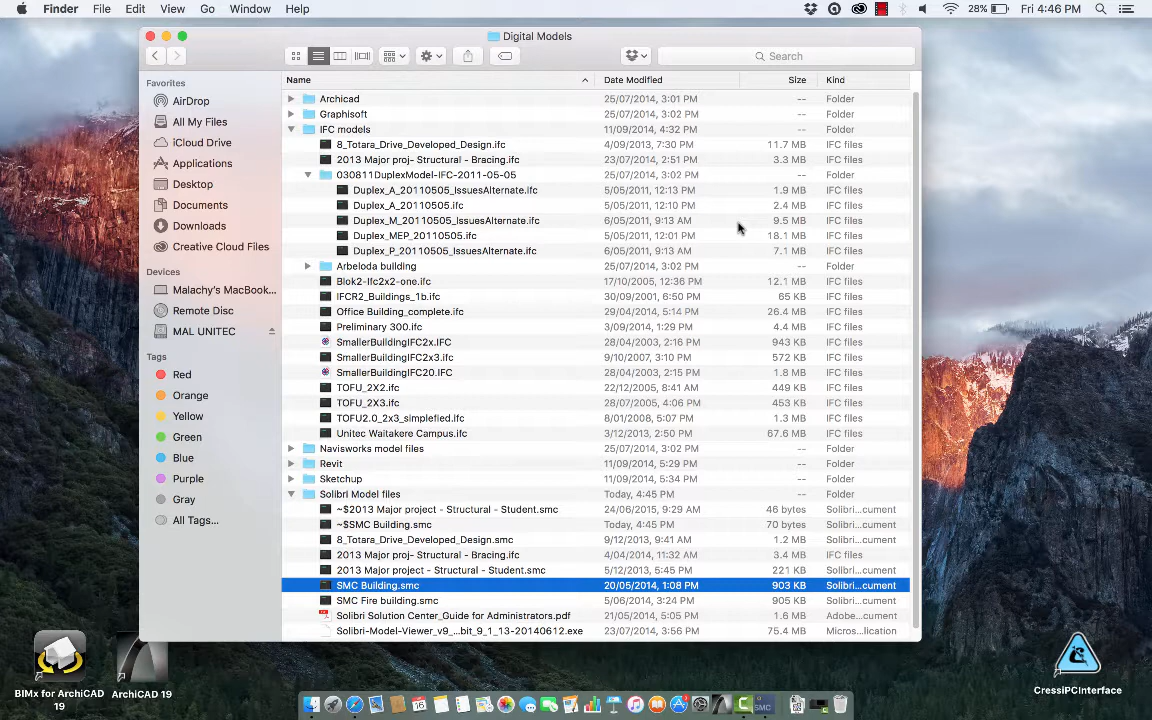 Finder File Edit View Go Window Help 28% Fri 4:46 PM
Digital Models
Search
Name Date Modified Size Kind
Favorites
AirDrop
All My Files
iCloud Drive
Applications
Desktop
Documents
Downloads
Creative Cloud Files
Devices
Malachy's MacBook...
Remote Disc
MAL UNITEC
Tags
Red
Orange
Yellow
Green
Blue
Purple
Gray
All Tags...
Archicad 25/07/2014, 3:01 PM -- Folder
Graphisoft 25/07/2014, 3:02 PM -- Folder
IFC models 11/09/2014, 4:32 PM -- Folder
8_Totara_Drive_Developed_Design.ifc 4/09/2013, 7:30 PM 11.7 MB IFC files
2013 Major proj- Structural - Bracing.ifc 23/07/2014, 2:51 PM 3.3 MB IFC files
030811DuplexModel-IFC-2011-05-05 25/07/2014, 3:02 PM -- Folder
Duplex_A_20110505_IssuesAlternate.ifc 5/05/2011, 12:13 PM 1.9 MB IFC files
Duplex_A_20110505.ifc 5/05/2011, 12:10 PM 2.4 MB IFC files
Duplex_M_20110505_IssuesAlternate.ifc 6/05/2011, 9:13 AM 9.5 MB IFC files
Duplex_MEP_20110505.ifc 5/05/2011, 12:01 PM 18.1 MB IFC files
Duplex_P_20110505_IssuesAlternate.ifc 6/05/2011, 9:13 AM 7.1 MB IFC files
Arbeloda building 25/07/2014, 3:02 PM -- Folder
Blok2-Ifc2x2-one.ifc 17/10/2005, 12:36 PM 12.1 MB IFC files
IFCR2_Buildings_1b.ifc 30/09/2001, 6:50 PM 65 KB IFC files
Office Building_complete.ifc 29/04/2014, 5:14 PM 26.4 MB IFC files
Preliminary 300.ifc 3/09/2014, 1:29 PM 4.4 MB IFC files
SmallerBuildingIFC2x.IFC 28/04/2003, 2:16 PM 943 KB IFC files
SmallerBuildingIFC2x3.ifc 9/10/2007, 3:10 PM 572 KB IFC files
SmallerBuildingIFC20.IFC 28/04/2003, 2:15 PM 1.8 MB IFC files
TOFU_2X2.ifc 22/12/2005, 8:41 AM 449 KB IFC files
TOFU_2X3.ifc 28/07/2005, 4:06 PM 453 KB IFC files
TOFU2.0_2x3_simplefied.ifc 8/01/2008, 5:07 PM 1.3 MB IFC files
Unitec Waitakere Campus.ifc 3/12/2013, 2:50 PM 67.6 MB IFC files
Navisworks model files 25/07/2014, 3:02 PM -- Folder
Revit 11/09/2014, 5:29 PM -- Folder
Sketchup 11/09/2014, 5:34 PM -- Folder
Solibri Model files Today, 4:45 PM -- Folder
~$2013 Major project - Structural - Student.smc 24/06/2015, 9:29 AM 46 bytes Solibri...cument
~$SMC Building.smc Today, 4:45 PM 70 bytes Solibri...cument
8_Totara_Drive_Developed_Design.smc 9/12/2013, 9:41 AM 1.2 MB Solibri...cument
2013 Major proj- Structural - Bracing.ifc 4/04/2014, 11:32 AM 3.4 MB IFC files
2013 Major project - Structural - Student.smc 5/12/2013, 5:45 PM 221 KB Solibri...cument
SMC Building.smc 20/05/2014, 1:08 PM 903 KB Solibri...cument
SMC Fire building.smc 5/06/2014, 3:24 PM 902 KB Solibri...cument
Solibri Solution Center_Guide for Administrators.pdf 21/05/2014, 5:05 PM 1.6 MB Adobe...cument
Solibri-Model-Viewer_v9_...bit_9_1_13-20140612.exe 23/07/2014, 3:56 PM 75.4 MB Micros...lication
BIMx for ArchiCAD 19
ArchiCAD 19
CressiPCInterface
SMC